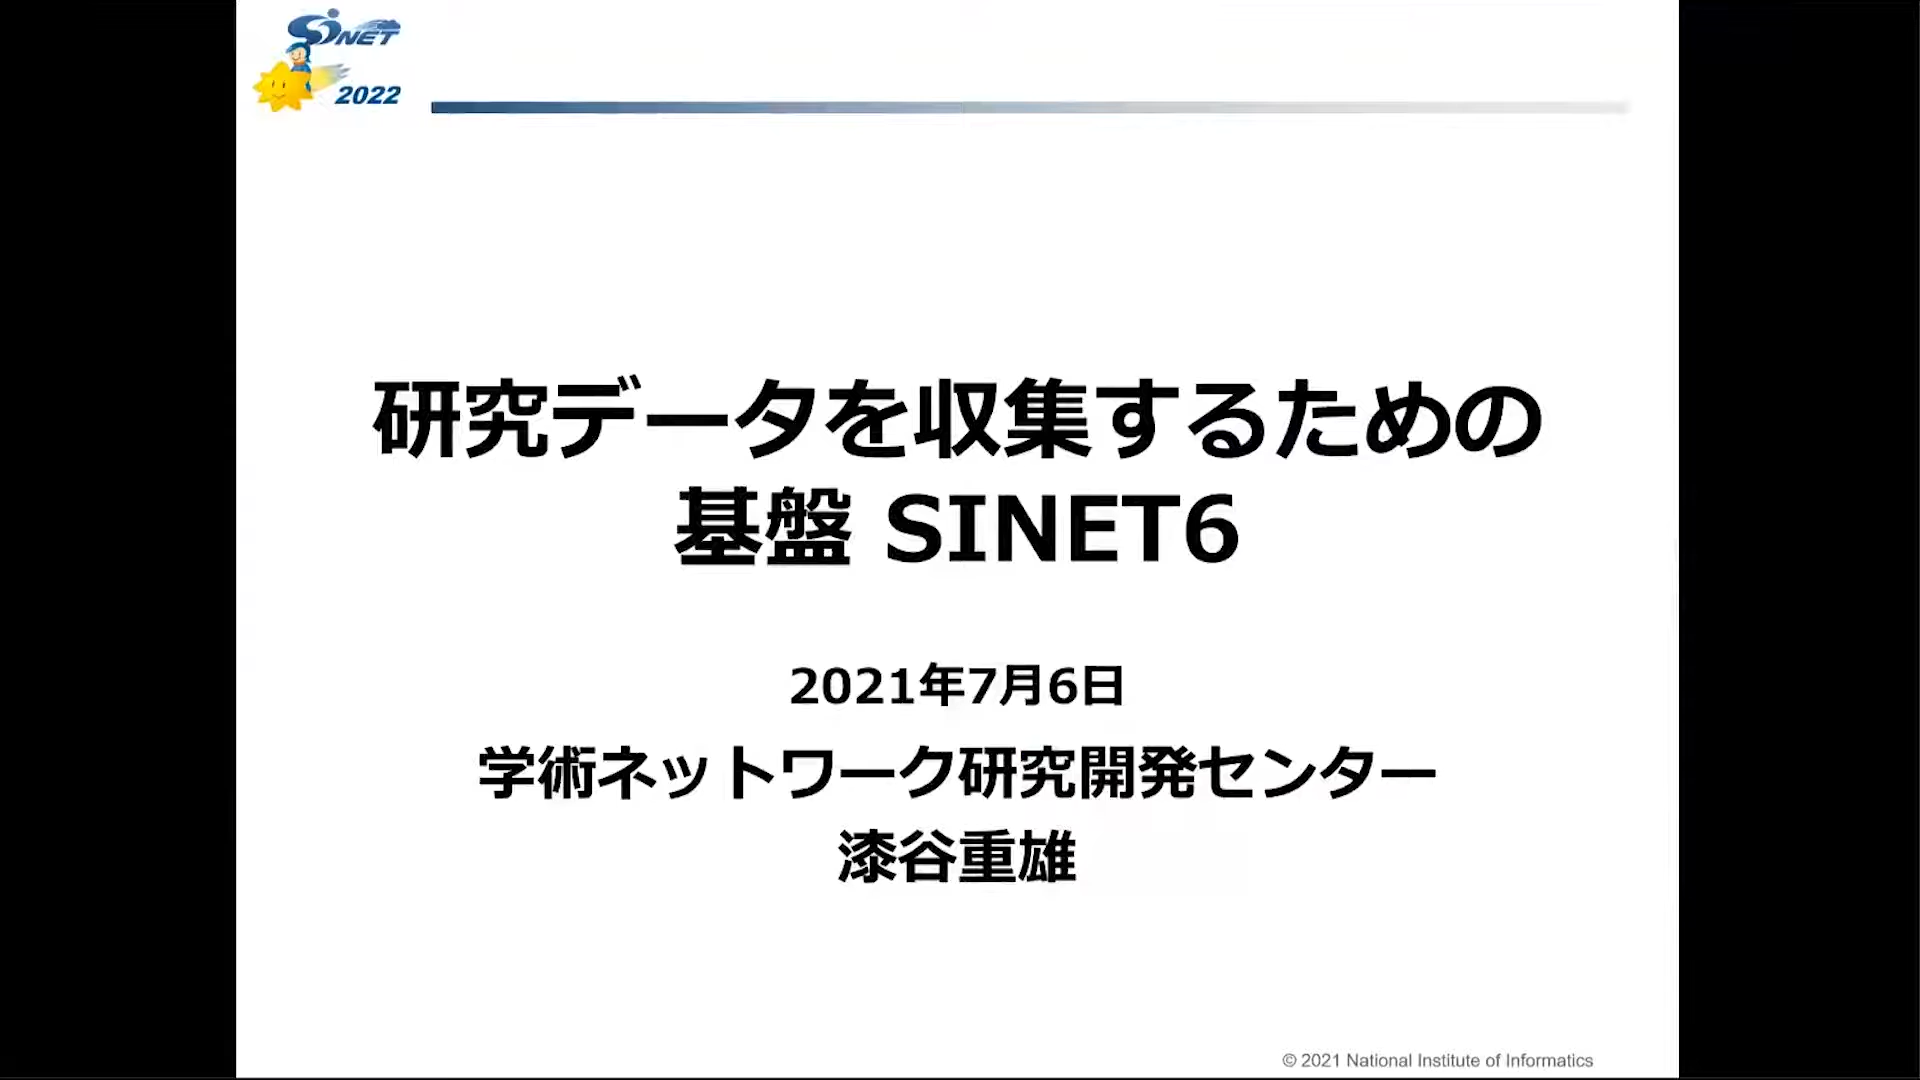 SINET
2022
研究データを収集するための
基盤 SINET6
2021年7月6日
学術ネットワーク研究開発センター
漆谷重雄
© 2021 National Institute of Informatics